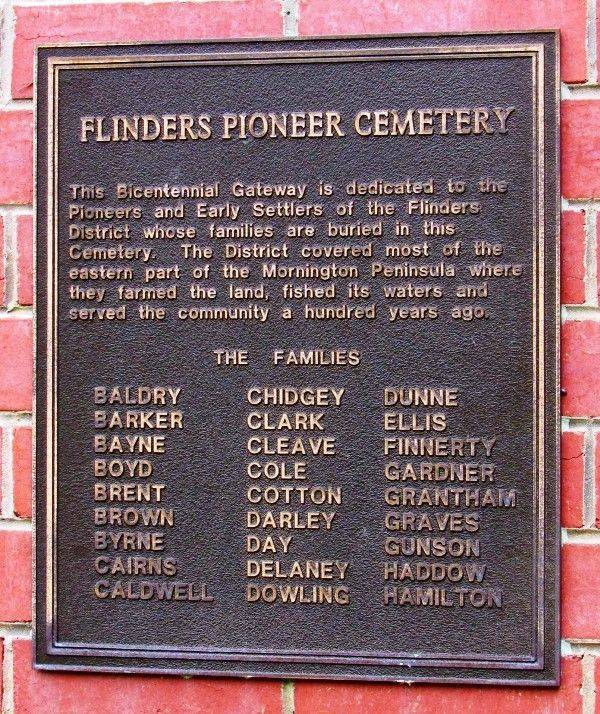 FLINDERS PIONEER CEMETERY
This Bicentennial Gateway is dedicated to the
Pioneers and Early Settlers of the Flinders
District whose families are buried in this
Cemetery. The District covered most of the
eastern part of the Mornington Peninsula where
they farmed the land, fished its waters and
served the community a hundred years ago.
THE FAMILIES
BALDRY CHIDGEY DUNNE
BARKER CLARK ELLIS
BAYNE CLEAVE FINNERTY
BOYD COLE GARDNER
BRENT COTTON GRANTHAM
BROWN DARLEY GRAVES
BYRNE DAY GUNSON
CAIRNS DELANEY HADDOW
CALDWELL DOWLING HAMILTON